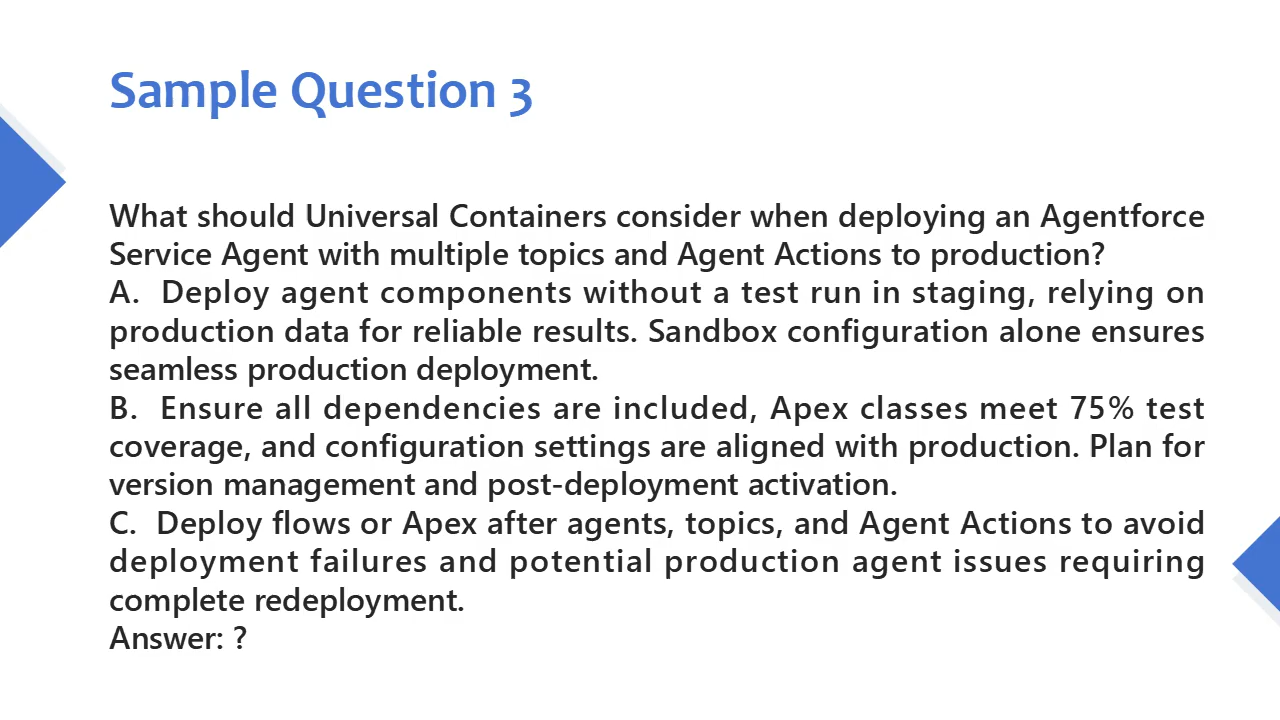 Sample Question 3
What should Universal Containers consider when deploying an Agentforce
Service Agent with multiple topics and Agent Actions to production?
A. Deploy agent components without a test run in staging, relying on
production data for reliable results. Sandbox configuration alone ensures
seamless production deployment.
B. Ensure all dependencies are included, Apex classes meet 75% test
coverage, and configuration settings are aligned with production. Plan for
version management and post-deployment activation.
C. Deploy flows or Apex after agents, topics, and Agent Actions to avoid
deployment failures and potential production agent issues requiring
complete redeployment.
Answer: ?